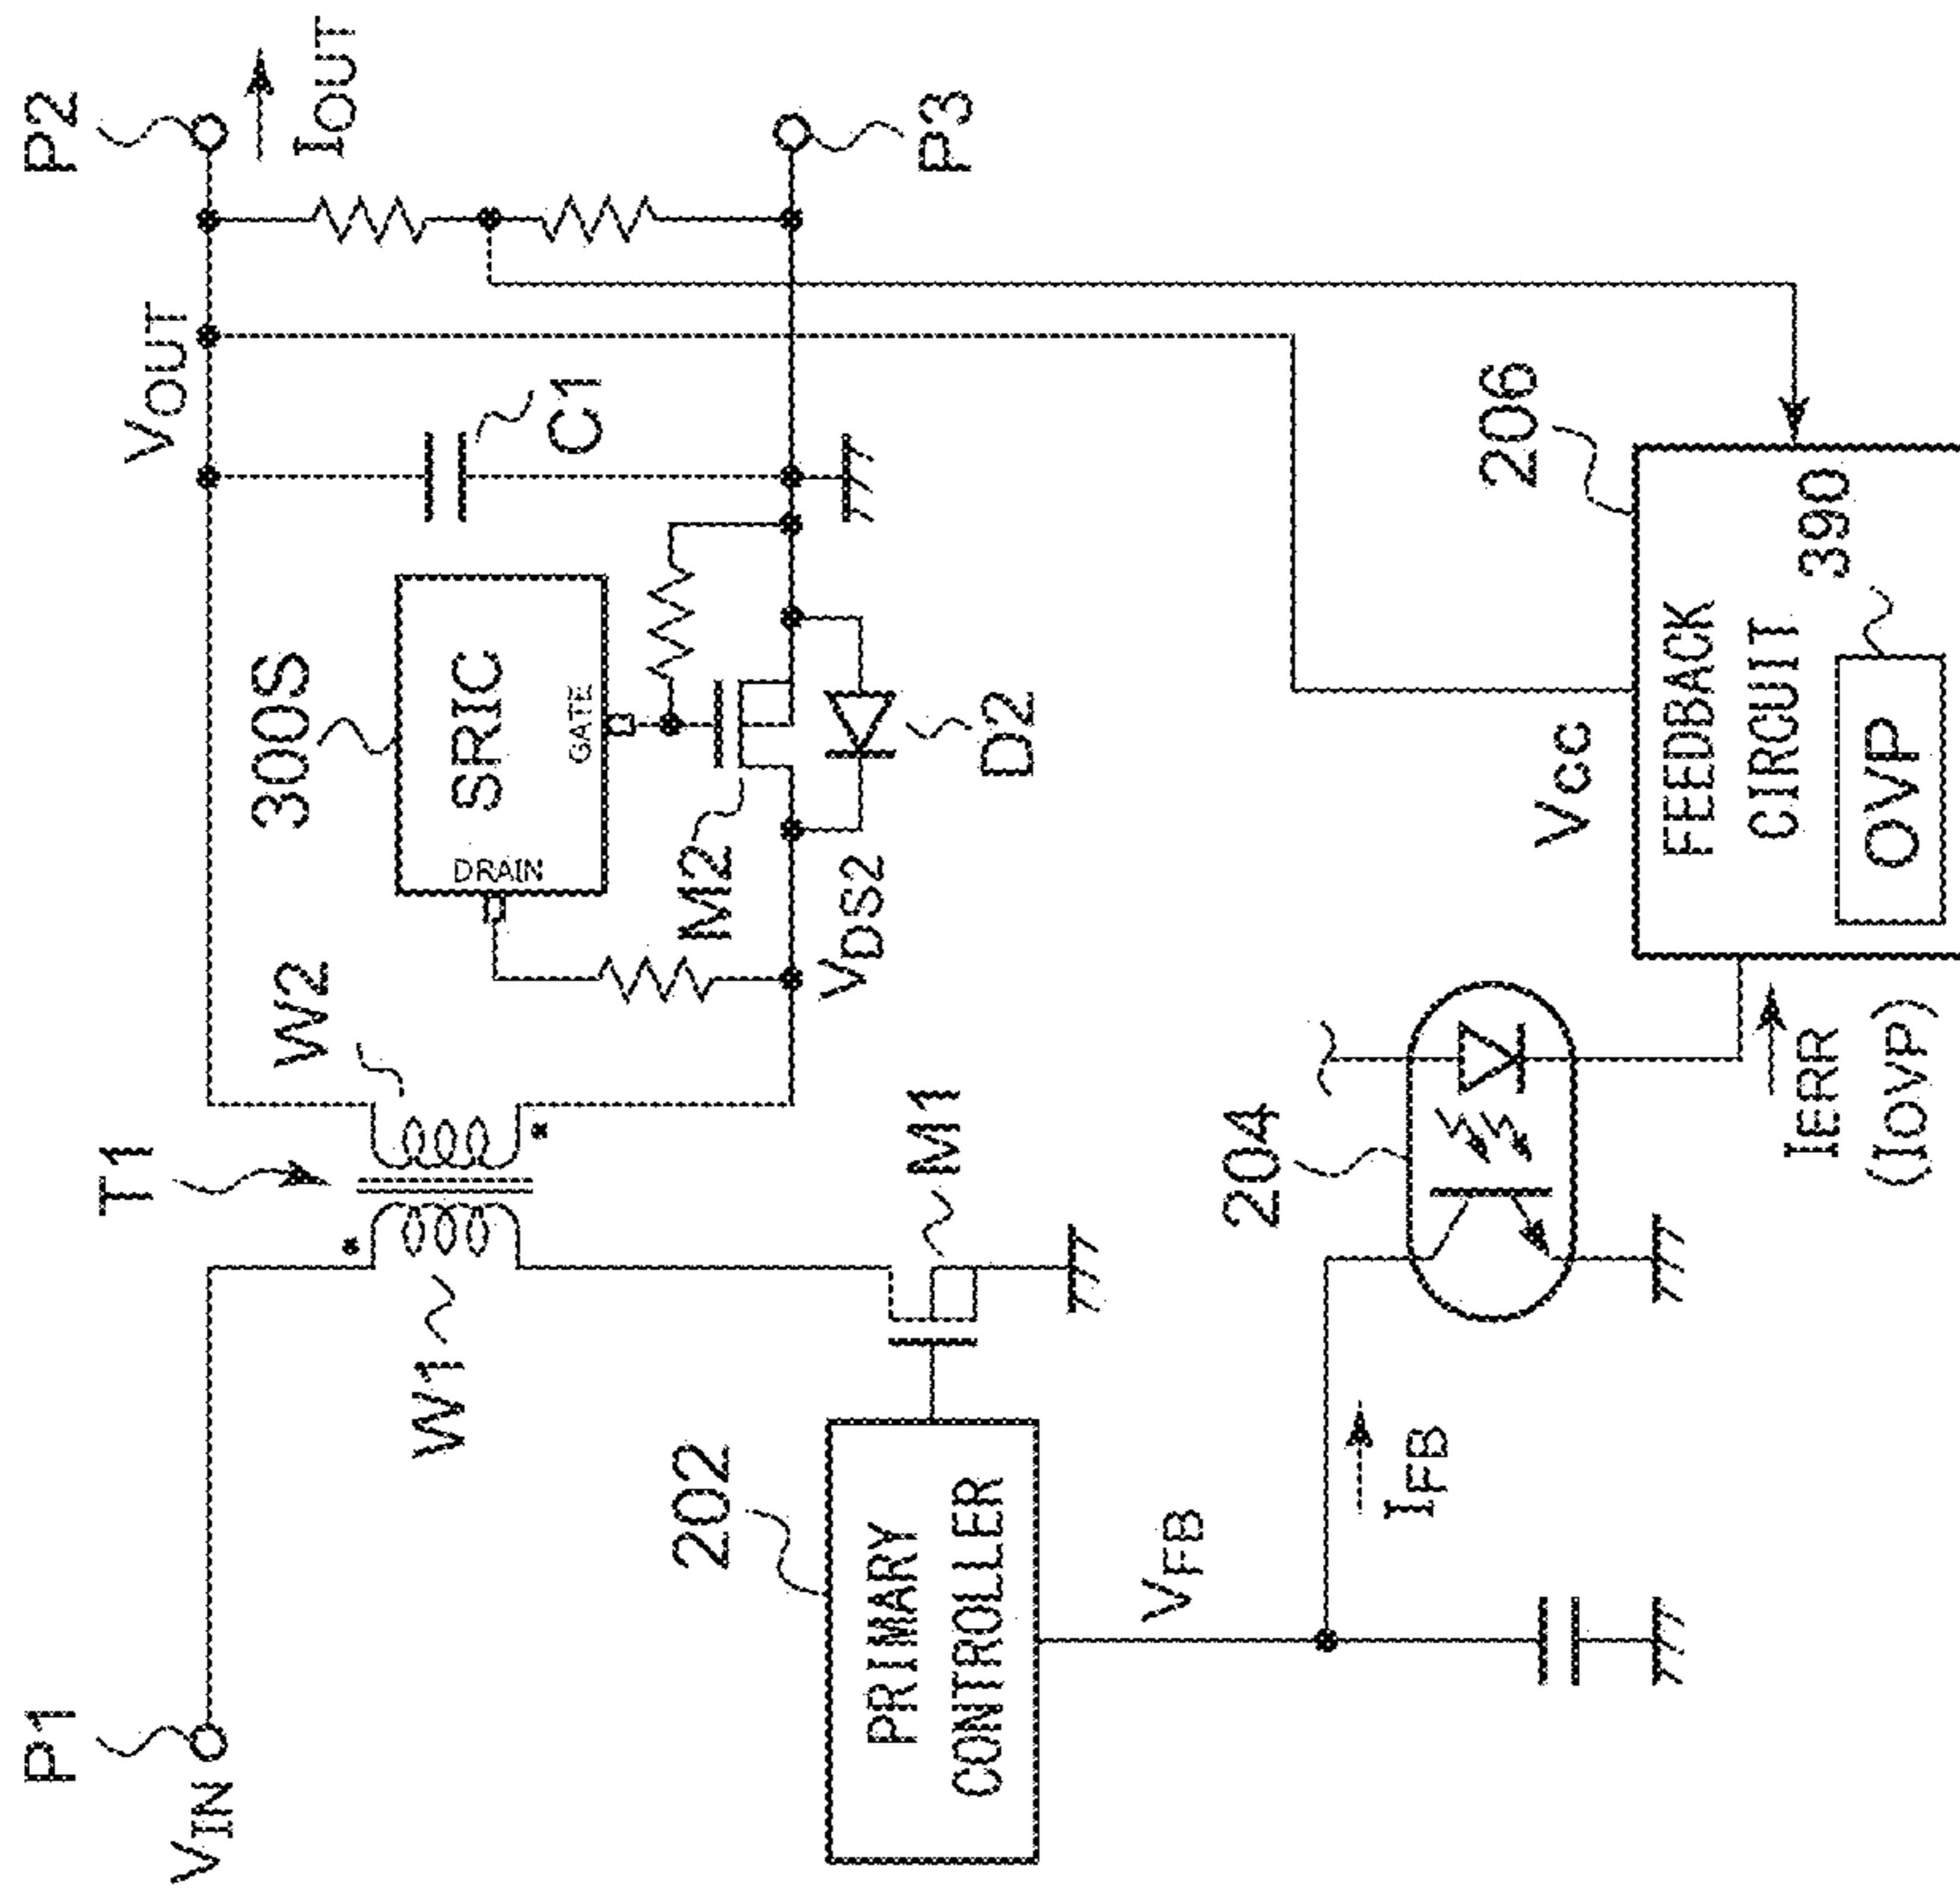 P1
VIN
T1
W1
W2
VOUT
P2
IOUT
300S
SRIC
DRAIN
GATE
C1
M2
VDS2
D2
P3
202
PRIMARY
CONTROLLER
M1
VFB
IFB
204
IERR
(IOVP)
VCC
206
FEEDBACK
CIRCUIT
390
OVP